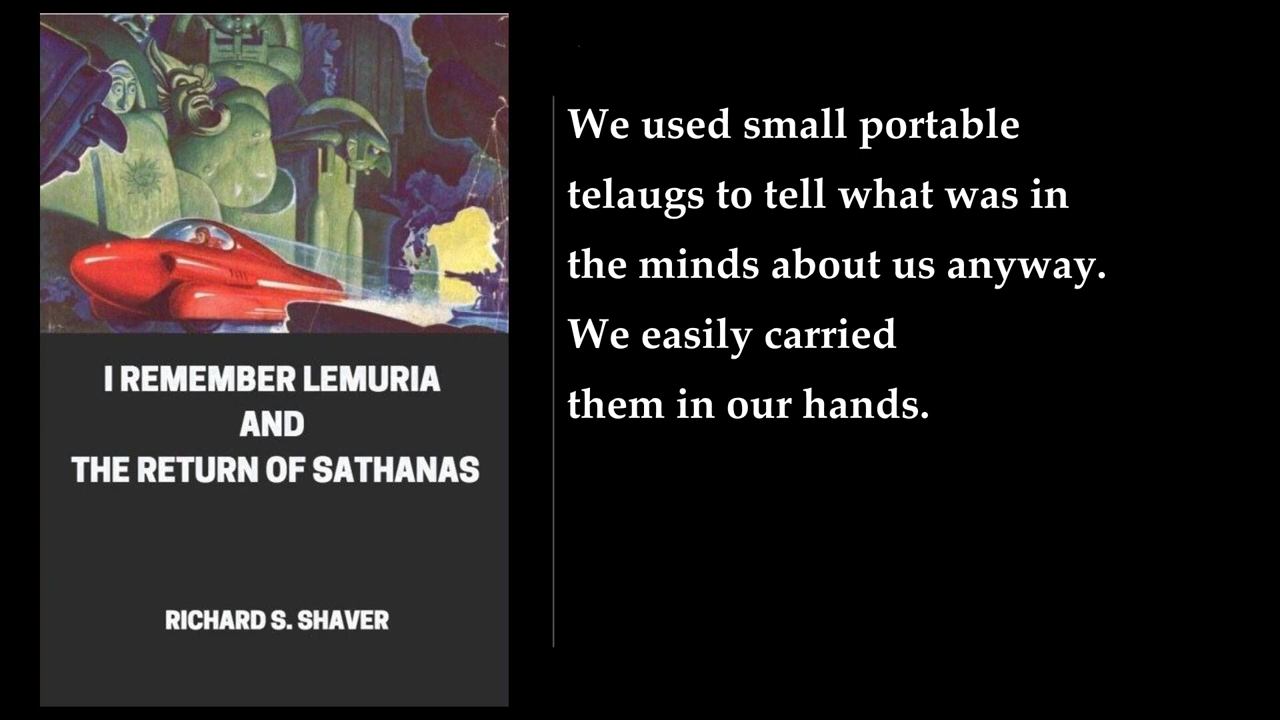 I REMEMBER LEMURIA
AND
THE RETURN OF SATHANAS
RICHARD S. SHAVER
We used small portable
telaugs to tell what was in
the minds about us anyway.
We easily carried
them in our hands.